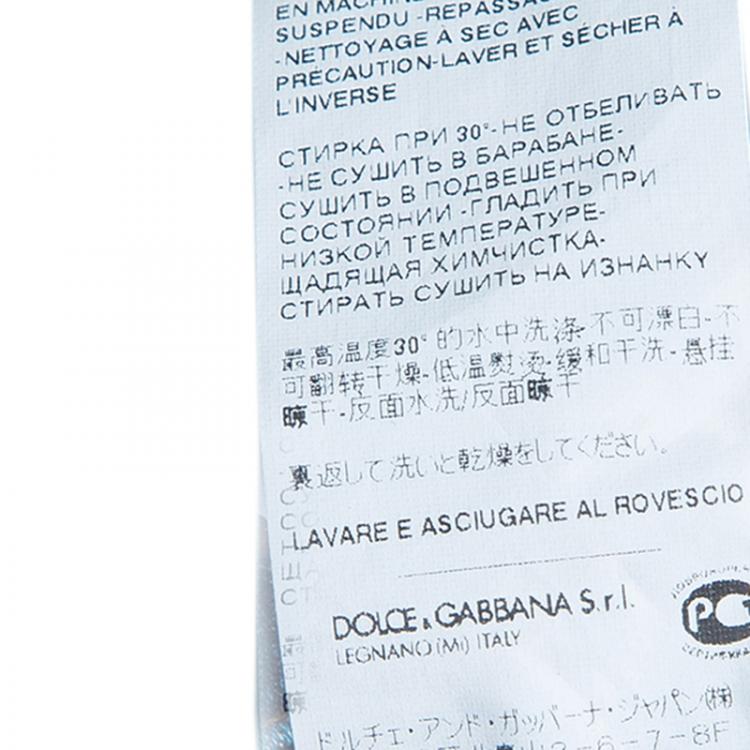 EN MACHINE
SUSPENDU -REPASSAG
-NETTOYAGE À SEC AVEC
PRÉCAUTION-LAVER ET SÉCHER À
L'INVERSE
СТИРКА ПРИ 30°-НЕ ОТБЕЛИВАТЬ
-НЕ СУШИТЬ В БАРАБАНЕ-
СУШИТЬ В ПОДВЕШЕННОМ
СОСТОЯНИИ -ГЛАДИТЬ ПРИ
НИЗКОЙ ТЕМПЕРАТУРЕ-
ЩАДЯЩАЯ ХИМЧИСТКА-
СТИРАТЬ СУШИТЬ НА ИЗНАНКУ
最高温度30° 的水中洗涤-不可漂白-不
可翻转干燥-低温熨烫-缓和干洗-悬挂
曝干-反面水洗/反面曝干
裏返して洗いと乾燥をしてください。
LAVARE E ASCIUGARE AL ROVESCIO
DOLCE & GABBANA S.r.l.
LEGNANO (MI) ITALY
РСТ
ドルチェ・アンド・ガッバーナ・ジャパン(株)
-6-7-8F